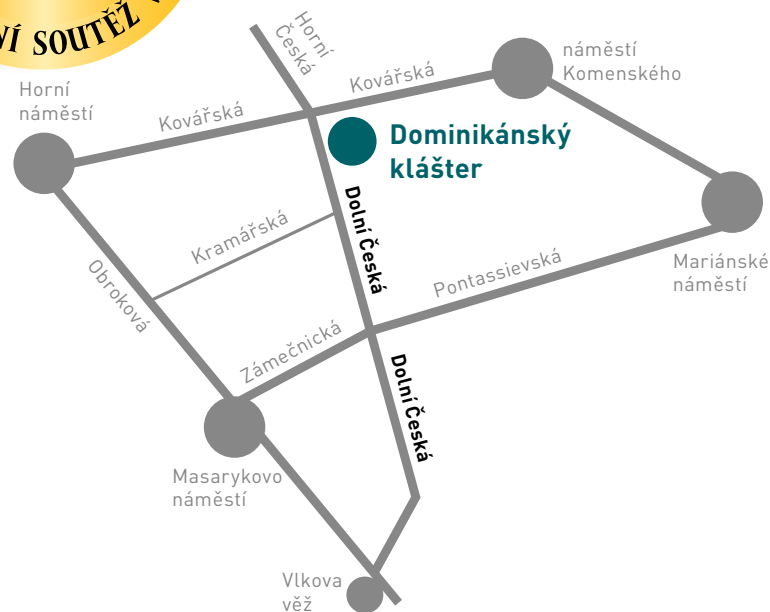 NÍ SOUTĚŽ V
Horní
Česká
náměstí
Komenského
Kovářská
Horní
náměstí
Kovářská
Dominikánský
klášter
Dolní Česká
Kramářská
Obroková
Pontassievská
Mariánské
náměstí
Zámečnická
Dolní Česká
Masarykovo
náměstí
Vlkova
věž